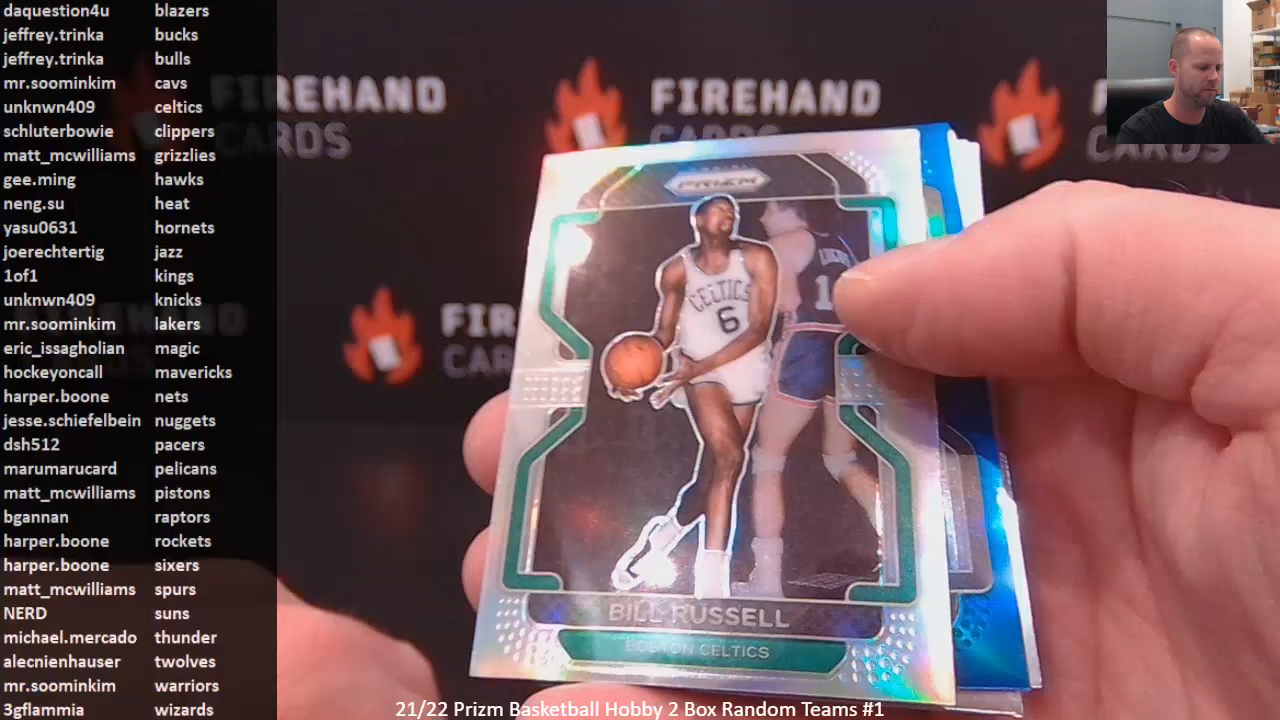 daquestion4u blazers
jeffrey.trinka bucks
jeffrey.trinka bulls
mr.soominkim cavs
unknwn409 celtics
schluterbowie clippers
matt_mcwilliams grizzlies
gee.ming hawks
neng.su heat
yasu0631 hornets
joerechtertig jazz
1of1 kings
unknwn409 knicks
mr.soominkim lakers
eric_issagholian magic
hockeyoncall mavericks
harper.boone nets
jesse.schiefelbein nuggets
dsh512 pacers
marumarucard pelicans
matt_mcwilliams pistons
bgannan raptors
harper.boone rockets
harper.boone sixers
matt_mcwilliams spurs
NERD suns
michael.mercado thunder
alecnienhauser twolves
mr.soominkim warriors
3gflammia wizards
FIREHAND
CARDS
FIREHAND
CARDS
CARDS
FIR
CARDS
PRIZM
CELTICS
6
BILL RUSSELL
BOSTON CELTICS
21/22 Prizm Basketball Hobby 2 Box Random Teams #1